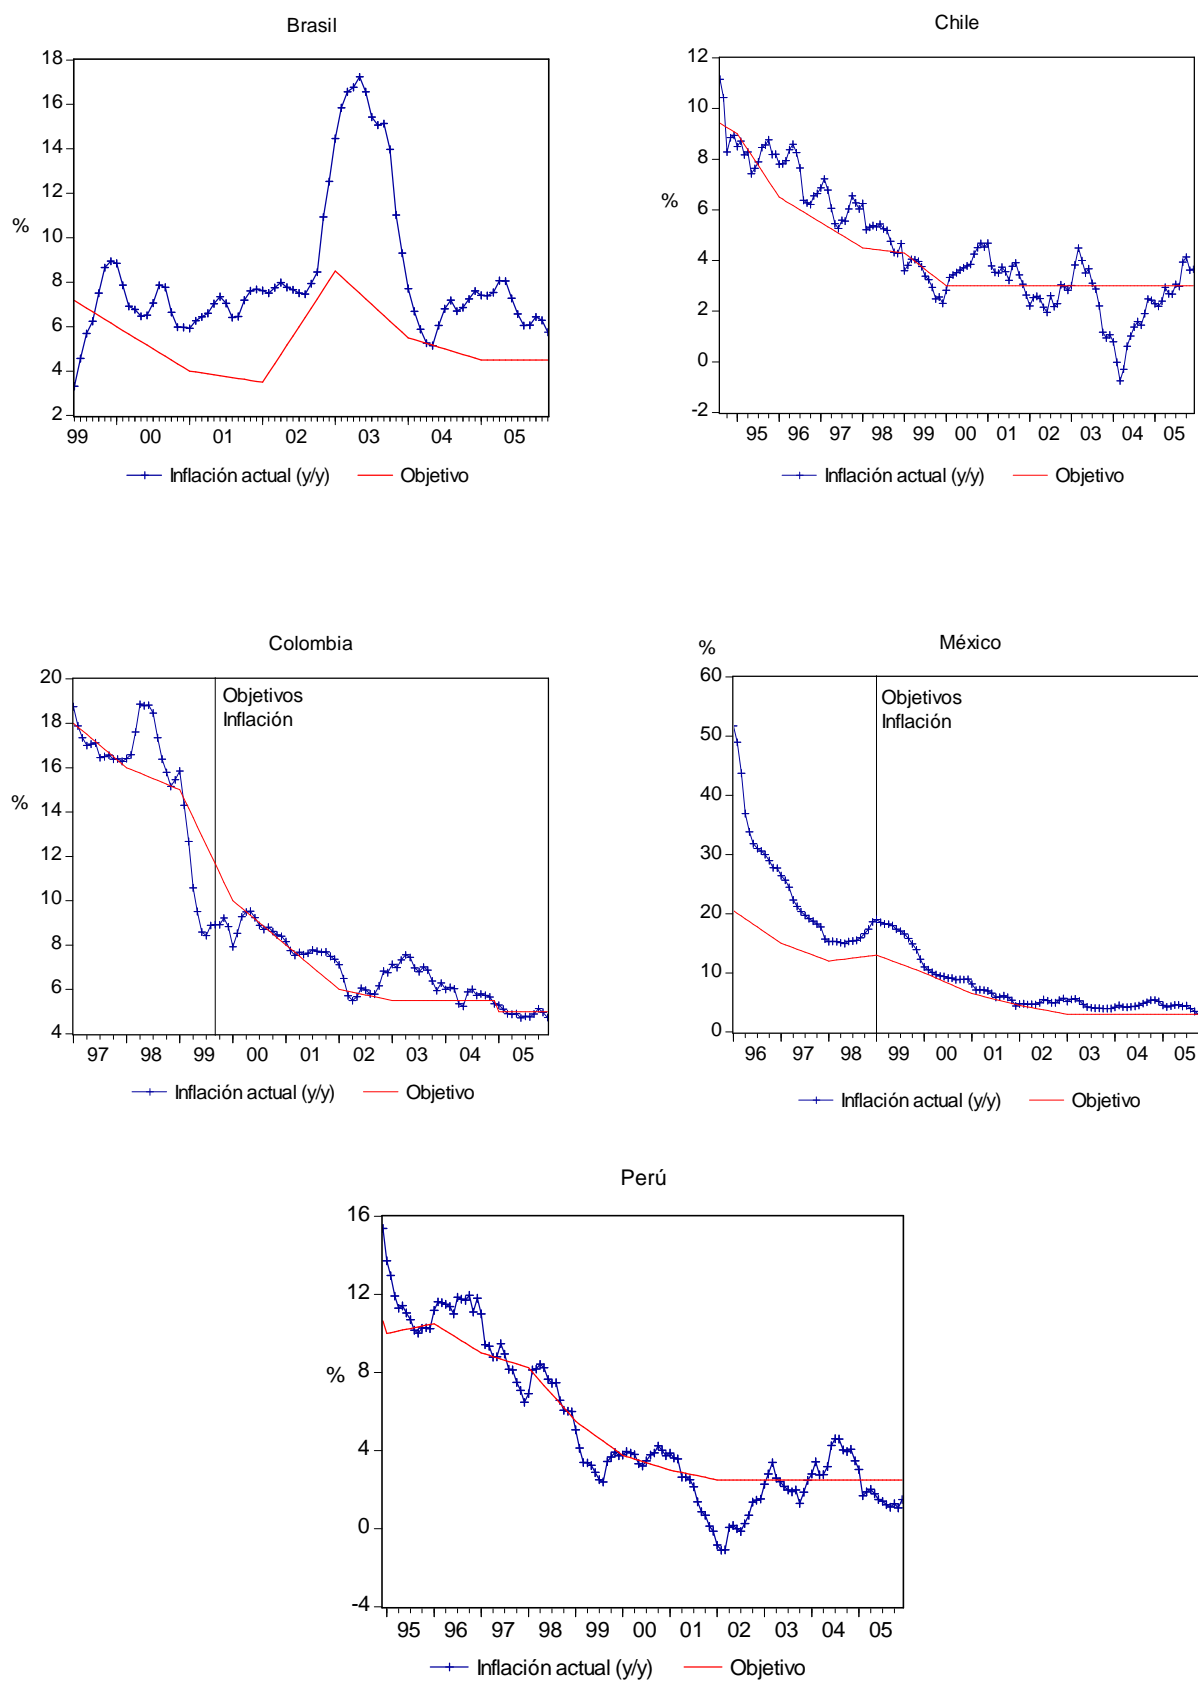 Brasil
18
16
14
12
%
10
8
6
4
2
99 00 01 02 03 04 05
Inflación actual (y/y) Objetivo
Chile
12
10
8
%
6
4
2
0
-2
95 96 97 98 99 00 01 02 03 04 05
Inflación actual (y/y) Objetivo
Colombia
20
Objetivos
Inflación
18
16
%
14
12
10
8
6
4
97 98 99 00 01 02 03 04 05
Inflación actual (y/y) Objetivo
México
%
60
Objetivos
Inflación
50
40
30
20
10
0
96 97 98 99 00 01 02 03 04 05
Inflación actual (y/y) Objetivo
Perú
16
12
%
8
4
0
-4
95 96 97 98 99 00 01 02 03 04 05
Inflación actual (y/y) Objetivo